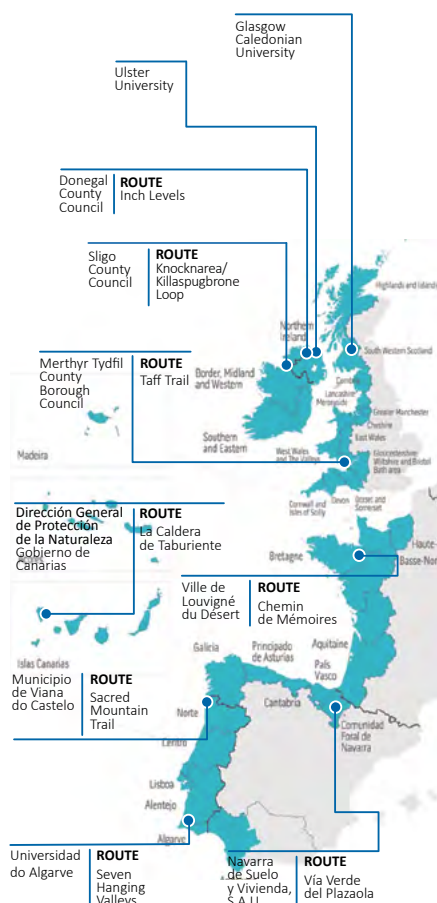 Glasgow
Caledonian
University
Ulster
University
Donegal
County
Council
ROUTE
Inch Levels
Sligo
County
Council
ROUTE
Knocknarea/
Killaspugbrone
Loop
Highlands and Islands
Northern
Ireland
South Western Scotland
Merthyr Tydfil
County
Borough
Council
ROUTE
Taff Trail
Border, Midland
and Western
Cumbria
Lancashire
Merseyside
Greater Manchester
Cheshire
East Wales
Southern
and Eastern
West Wales
and The Valleys
Gloucestershire
Wiltshire and Bristol
Bath area
Madeira
Cornwall and
Isles of Scilly
Devon
Dorset and
Somerset
Dirección General
de Protección
de la Naturaleza
Gobierno de
Canarias
ROUTE
La Caldera
de Taburiente
Bretagne
Haute-
Basse-Nor
Ville de
Louvigné
du Désert
ROUTE
Chemin
de Mémoires
Islas Canarias
Municipio
de Viana
do Castelo
ROUTE
Sacred
Mountain
Trail
Galicia
Principado
de Asturias
Aquitaine
País
Vasco
Cantabria
Comunidad
Foral de
Navarra
Norte
Centro
Lisboa
Alentejo
Algarve
Universidad
do Algarve
ROUTE
Seven
Hanging
Valleys
Navarra
de Suelo
y Vivienda,
S.A.U.
ROUTE
Vía Verde
del Plazaola